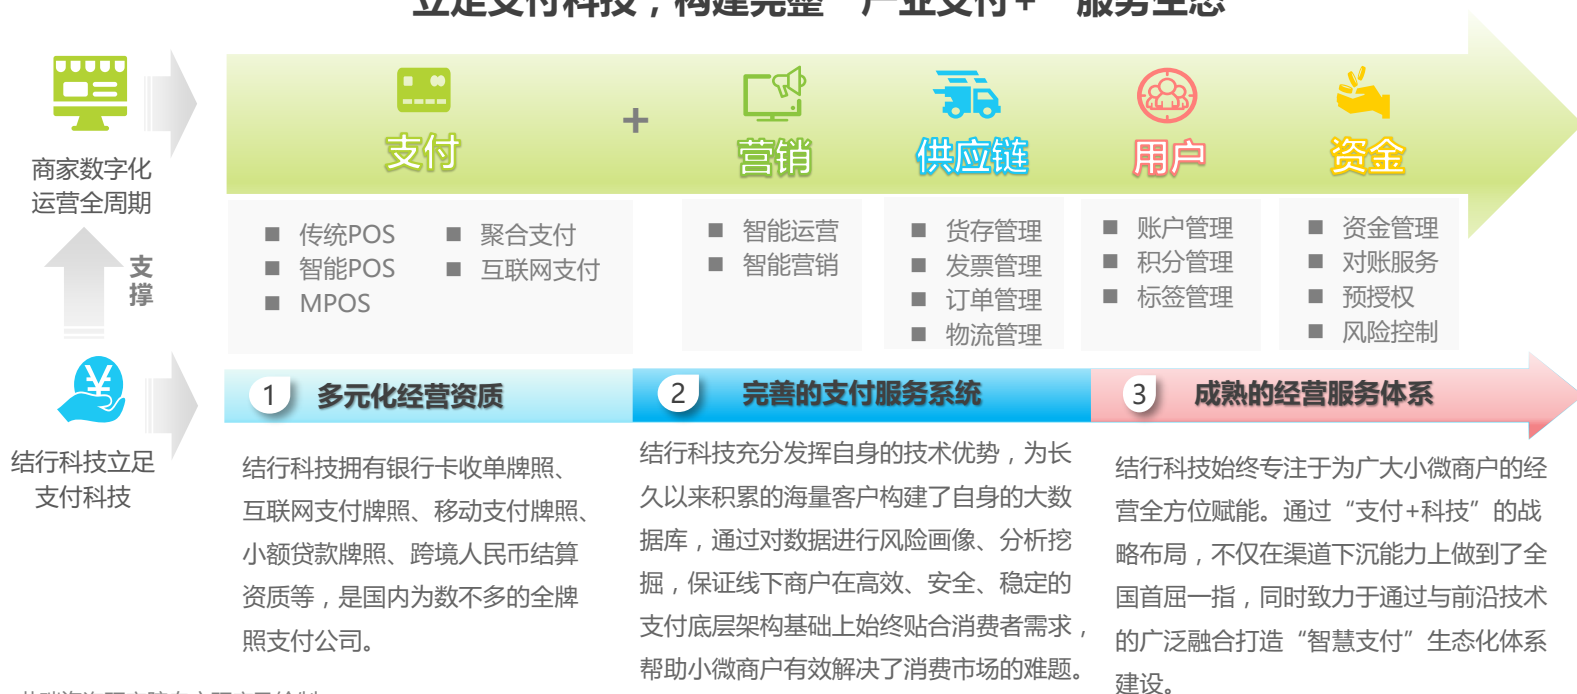 立足支付科技，构建完整“产业支付+”服务生态
商家数字化
运营全周期
支付
+
营销
供应链
用户
资金
■ 传统POS
■ 智能POS
■ MPOS
■ 聚合支付
■ 互联网支付
■ 智能运营
■ 智能营销
■ 货存管理
■ 发票管理
■ 订单管理
■ 物流管理
■ 账户管理
■ 积分管理
■ 标签管理
■ 资金管理
■ 对账服务
■ 预授权
■ 风险控制
支
撑
¥
结行科技立足
支付科技
1 多元化经营资质
结行科技拥有银行卡收单牌照、
互联网支付牌照、移动支付牌照、
小额贷款牌照、跨境人民币结算
资质等，是国内为数不多的全牌
照支付公司。
2 完善的支付服务系统
结行科技充分发挥自身的技术优势，为长
久以来积累的海量客户构建了自身的大数
据库，通过对数据进行风险画像、分析挖
掘，保证线下商户在高效、安全、稳定的
支付底层架构基础上始终贴合消费者需求，
帮助小微商户有效解决了消费市场的难题。
3 成熟的经营服务体系
结行科技始终专注于为广大小微商户的经
营全方位赋能。通过“支付+科技”的战
略布局，不仅在渠道下沉能力上做到了全
国首屈一指，同时致力于通过与前沿技术
的广泛融合打造“智慧支付”生态化体系
建设。